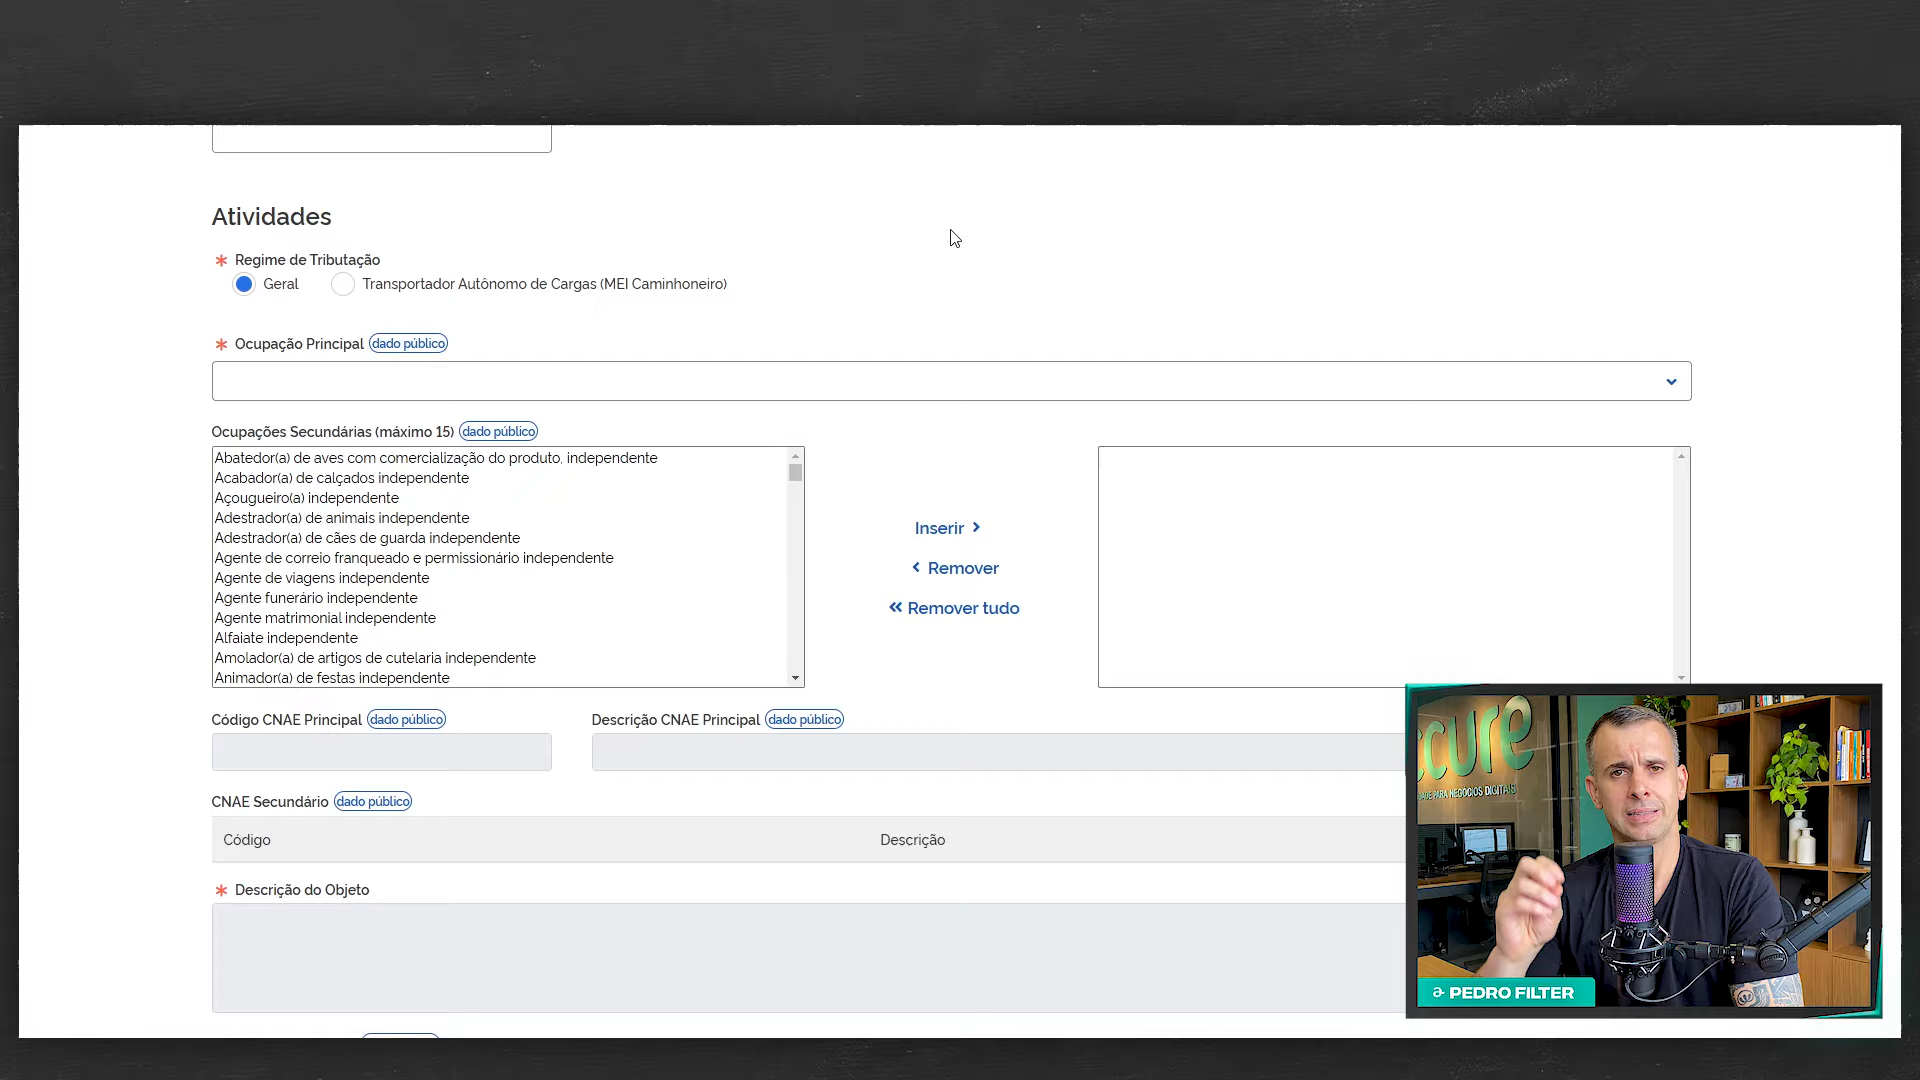 Atividades
* Regime de Tributação
Geral
Transportador Autônomo de Cargas (MEI Caminhoneiro)
* Ocupação Principal dado público
Ocupações Secundárias (máximo 15) dado público
Abatedor(a) de aves com comercialização do produto, independente
Acabador(a) de calçados independente
Açougueiro(a) independente
Adestrador(a) de animais independente
Adestrador(a) de cães de guarda independente
Agente de correio franqueado e permissionário independente
Agente de viagens independente
Agente funerário independente
Agente matrimonial independente
Alfaiate independente
Amolador(a) de artigos de cutelaria independente
Animador(a) de festas independente
Inserir
Remover
Remover tudo
Código CNAE Principal dado público
Descrição CNAE Principal dado público
CNAE Secundário dado público
Código
Descrição
* Descrição do Objeto
PARA NEGÓCIOS DIGITAIS
PEDRO FILTER